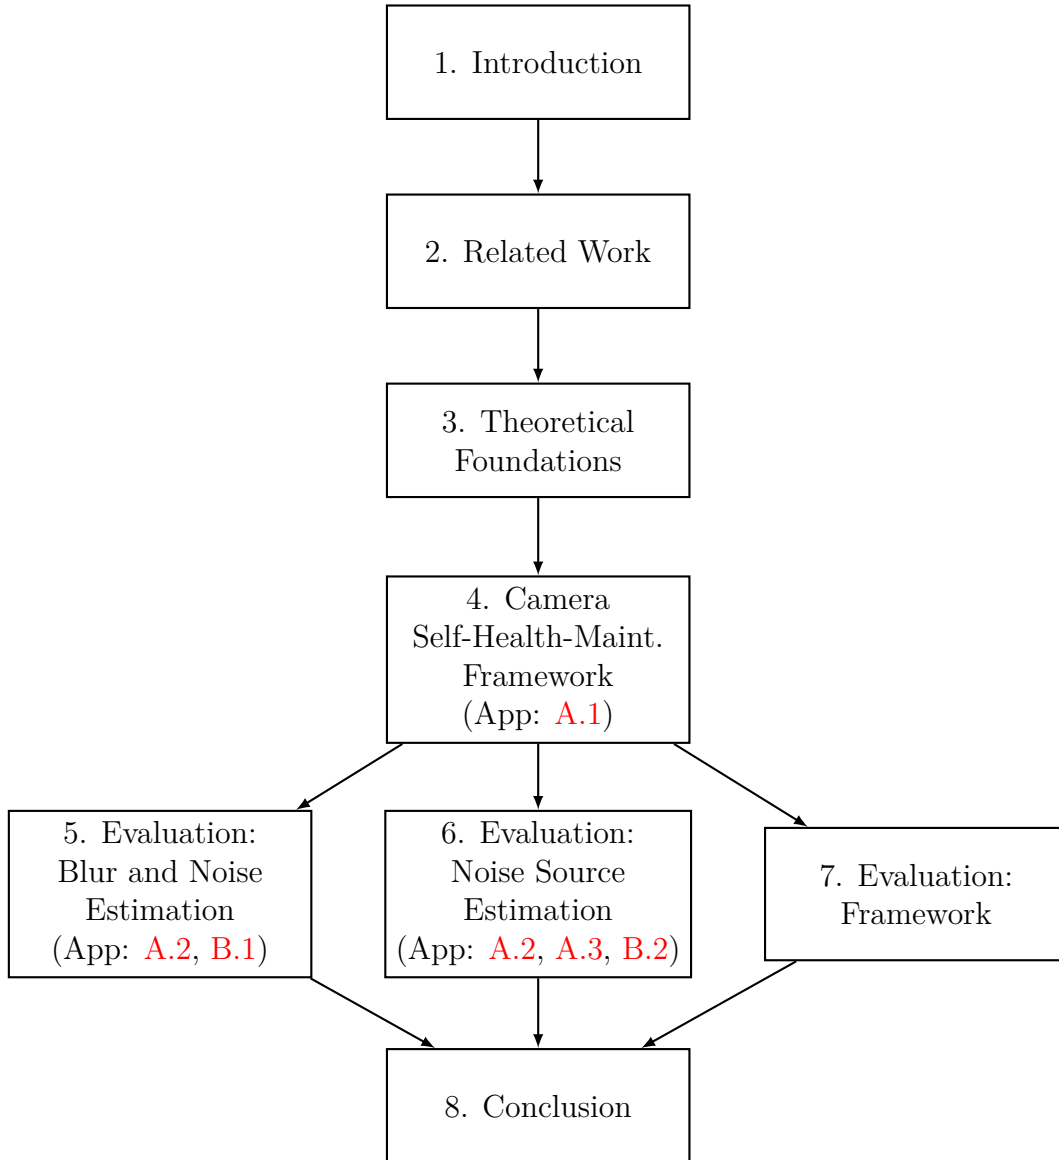 1. Introduction
2. Related Work
3. Theoretical
Foundations
4. Camera
Self-Health-Maint.
Framework
(App: A.1)
5. Evaluation:
Blur and Noise
Estimation
(App: A.2, B.1)
6. Evaluation:
Noise Source
Estimation
(App: A.2, A.3, B.2)
7. Evaluation:
Framework
8. Conclusion